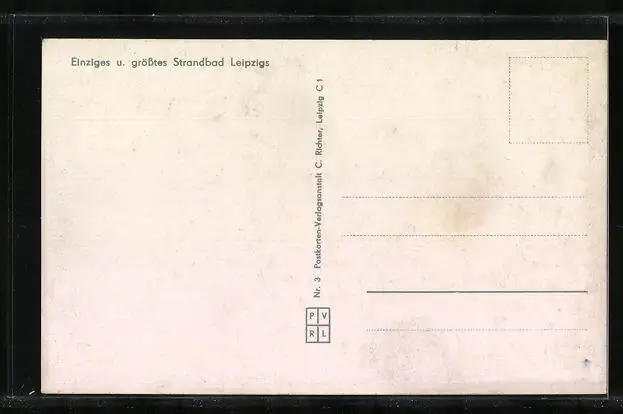 Einziges u. größtes Strandbad Leipzigs
Nr. 3 Postkarten-Verlagsanstalt C. Richter, Leipzig C 1
P V
R L